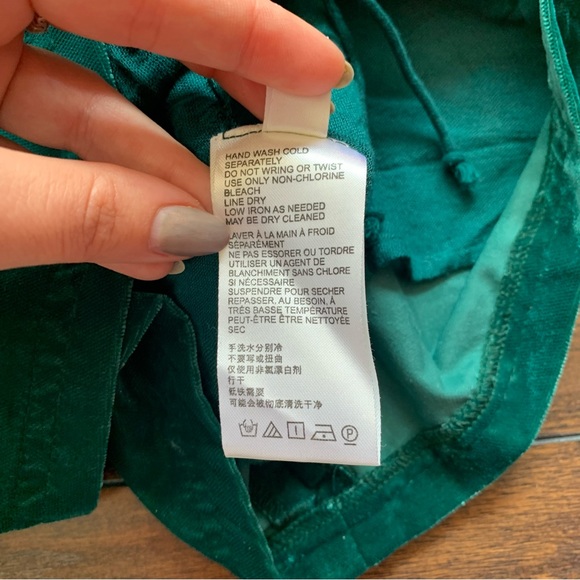 HAND WASH COLD
SEPARATELY
DO NOT WRING OR TWIST
USE ONLY NON-CHLORINE
BLEACH
LINE DRY
LOW IRON AS NEEDED
MAY BE DRY CLEANED
LAVER À LA MAIN À FROID
SÉPARÉMENT
NE PAS ESSORER OU TORDRE
UTILISER UN AGENT DE
BLANCHIMENT SANS CHLORE
SI NÉCESSAIRE
SUSPENDRE POUR SECHER
REPASSER, AU BESOIN, À
TRÈS BASSE TEMPÉRATURE
PEUT-ÊTRE ÊTRE NETTOYÉE
SEC
手洗水分别冷
不要写或扭曲
仅使用非氯漂白剂
行干
低铁需要
可能会被彻底清洗干净
P